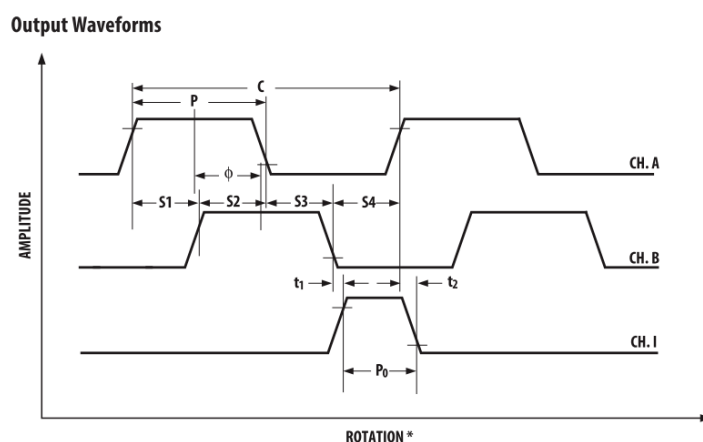 Output Waveforms
C
P
CH. A
ϕ
S1 S2 S3 S4
AMPLITUDE
CH. B
t₁ t₂
CH. I
P₀
ROTATION *